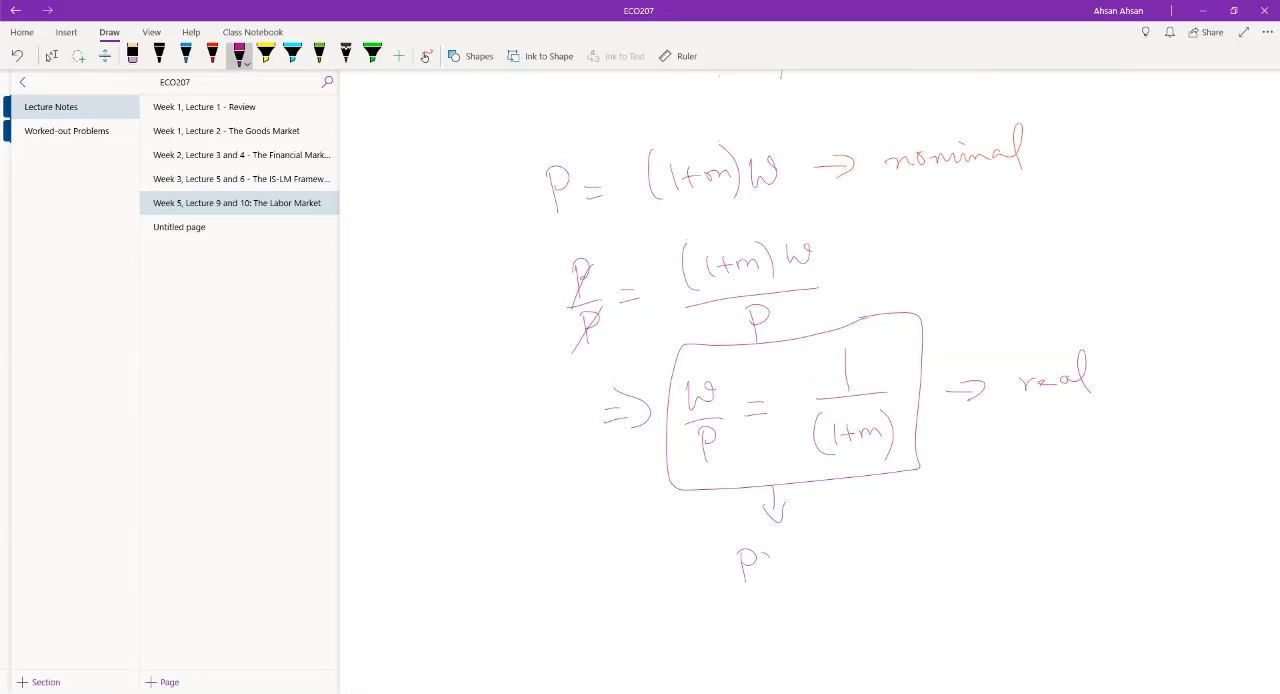 ECO207
Ahsan Ahsan
Home Insert Draw View Help Class Notebook
Share
Shapes Ink to Shape Ink to Text Ruler
ECO207
Lecture Notes
Worked-out Problems
Week 1, Lecture 1 - Review
Week 1, Lecture 2 - The Goods Market
Week 2, Lecture 3 and 4 - The Financial Mark...
Week 3, Lecture 5 and 6 - The IS-LM Framew...
Week 5, Lecture 9 and 10: The Labor Market
Untitled page
P = (1+m) W → nominal
P/P = (1+m) W / P
⇒ W/P = 1/(1+m) → real
↓
P
+ Section
+ Page